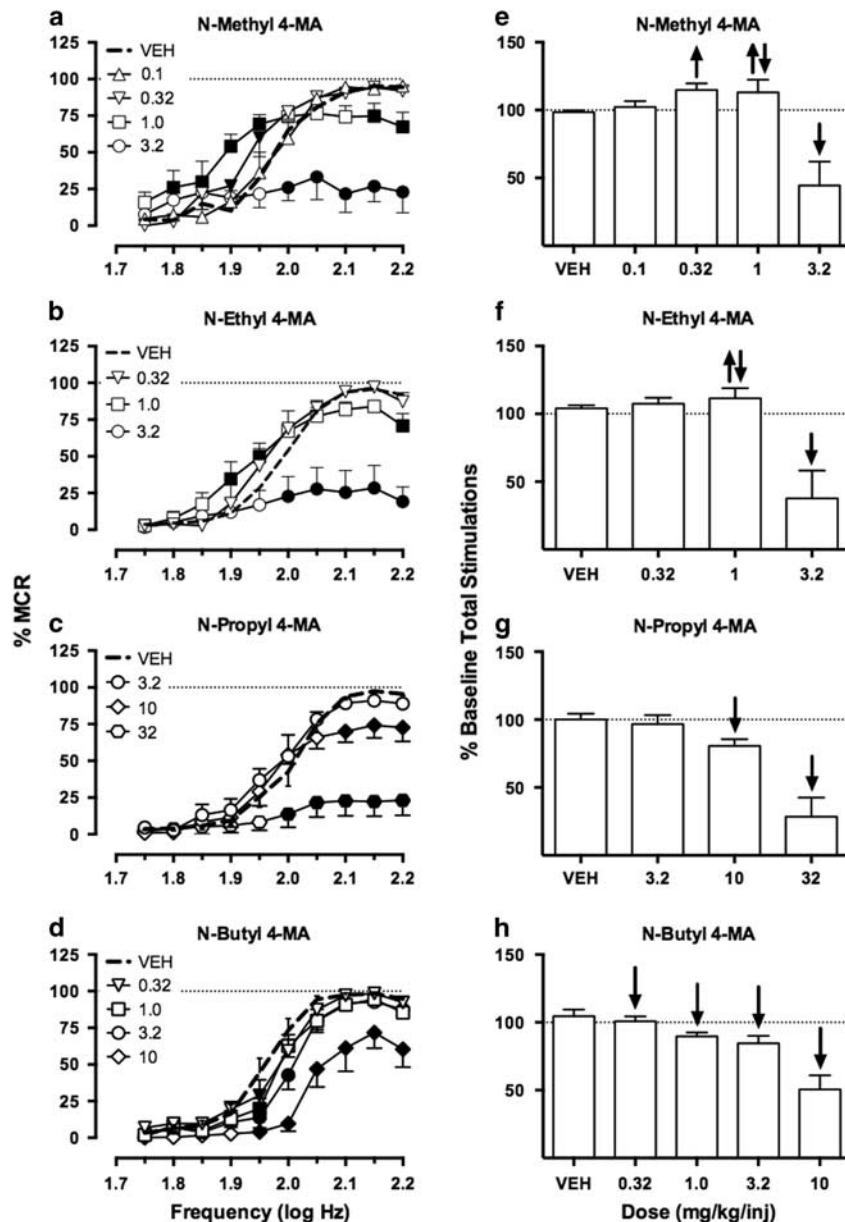 a
N-Methyl 4-MA
125
100
75
50
25
0
VEH
0.1
0.32
1.0
3.2
1.7 1.8 1.9 2.0 2.1 2.2
b
N-Ethyl 4-MA
125
100
75
50
25
0
VEH
0.32
1.0
3.2
1.7 1.8 1.9 2.0 2.1 2.2
% MCR
c
N-Propyl 4-MA
125
100
75
50
25
0
VEH
3.2
10
32
1.7 1.8 1.9 2.0 2.1 2.2
d
N-Butyl 4-MA
125
100
75
50
25
0
VEH
0.32
1.0
3.2
10
1.7 1.8 1.9 2.0 2.1 2.2
Frequency (log Hz)
e
N-Methyl 4-MA
150
100
50
VEH 0.1 0.32 1 3.2
f
N-Ethyl 4-MA
150
100
50
VEH 0.32 1 3.2
% Baseline Total Stimulations
g
N-Propyl 4-MA
150
100
50
VEH 3.2 10 32
h
N-Butyl 4-MA
150
100
50
VEH 0.32 1.0 3.2 10
Dose (mg/kg/inj)